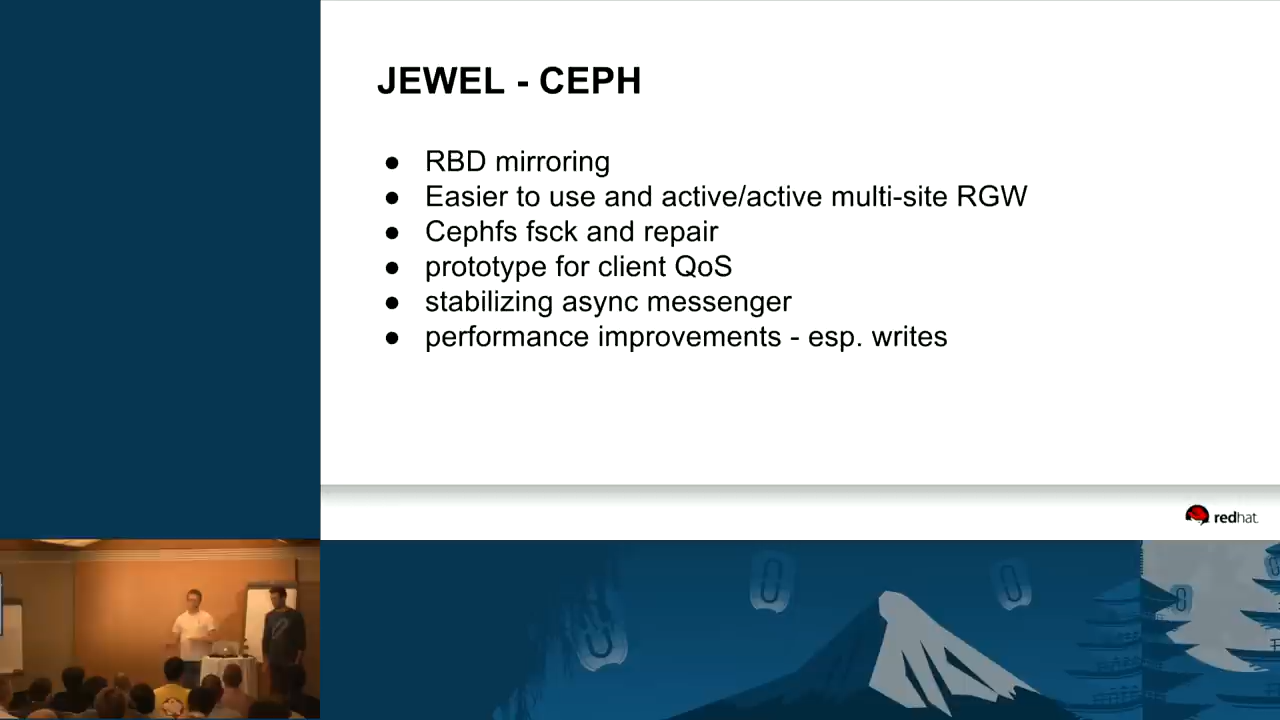 JEWEL - CEPH
● RBD mirroring
● Easier to use and active/active multi-site RGW
● Cephfs fsck and repair
● prototype for client QoS
● stabilizing async messenger
● performance improvements - esp. writes
redhat.